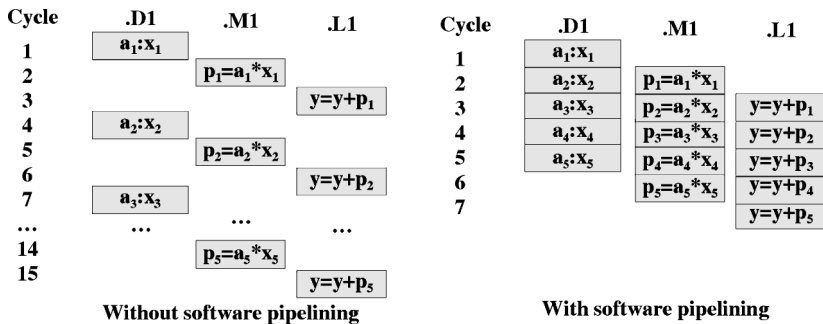 Cycle .D1 .M1 .L1
1 a1:x1
2 p1=a1*x1
3 y=y+p1
4 a2:x2
5 p2=a2*x2
6 y=y+p2
7 a3:x3
... ... ... ...
14 p5=a5*x5
15 y=y+p5
Without software pipelining
Cycle .D1 .M1 .L1
1 a1:x1
2 a2:x2 p1=a1*x1
3 a3:x3 p2=a2*x2 y=y+p1
4 a4:x4 p3=a3*x3 y=y+p2
5 a5:x5 p4=a4*x4 y=y+p3
6 p5=a5*x5 y=y+p4
7 y=y+p5
With software pipelining